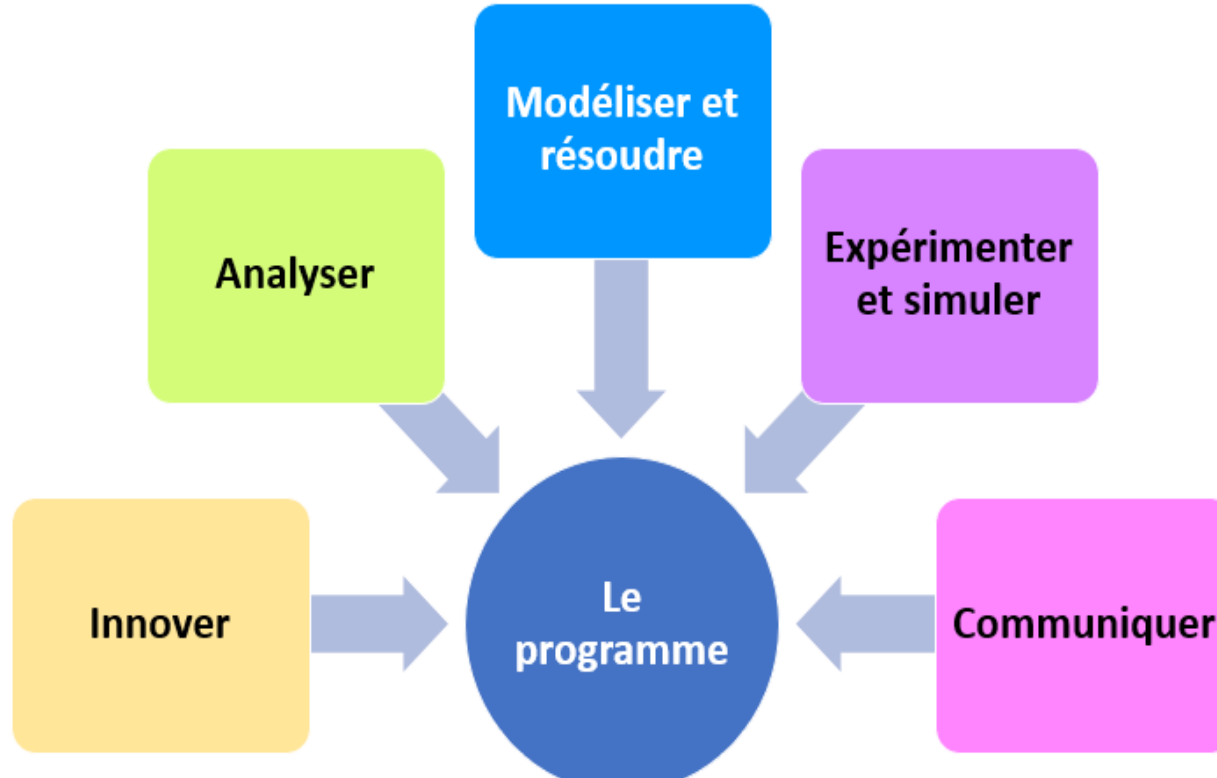 Modéliser et
résoudre
Analyser
Expérimenter
et simuler
Innover
Le
programme
Communiquer